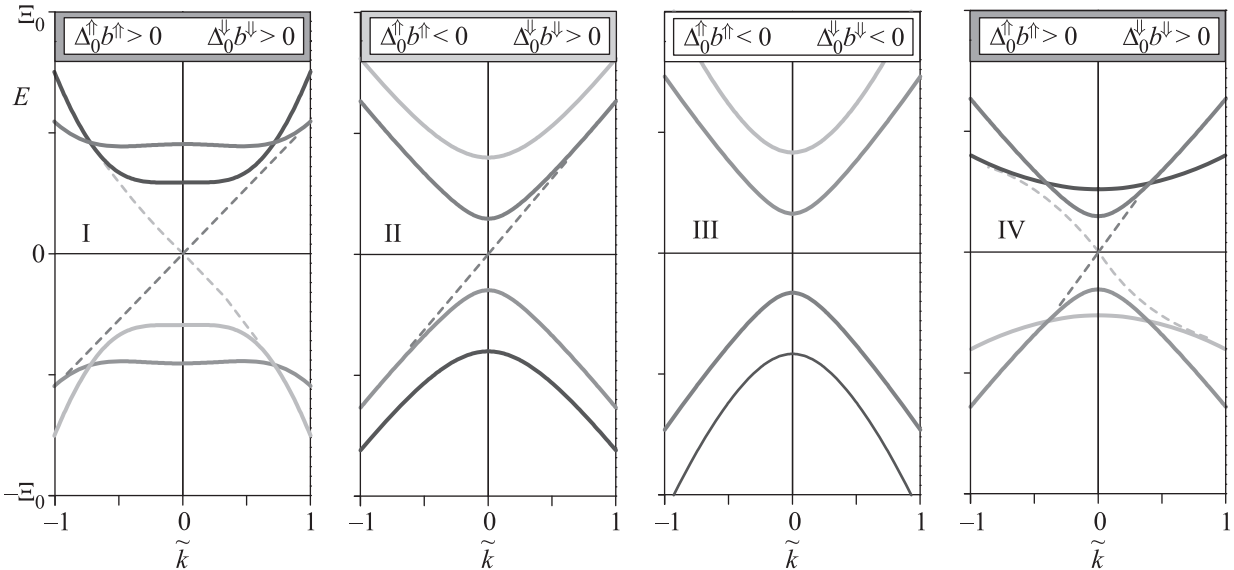 Ξ₀
Δ₀^⇑b^⇑ > 0 Δ₀^⇓b^⇓ > 0
Δ₀^⇑b^⇑ < 0 Δ₀^⇓b^⇓ > 0
Δ₀^⇑b^⇑ < 0 Δ₀^⇓b^⇓ < 0
Δ₀^⇑b^⇑ > 0 Δ₀^⇓b^⇓ > 0
E
I
II
III
IV
0
−Ξ₀
−1 0 1
−1 0 1
−1 0 1
−1 0 1
k̃
k̃
k̃
k̃